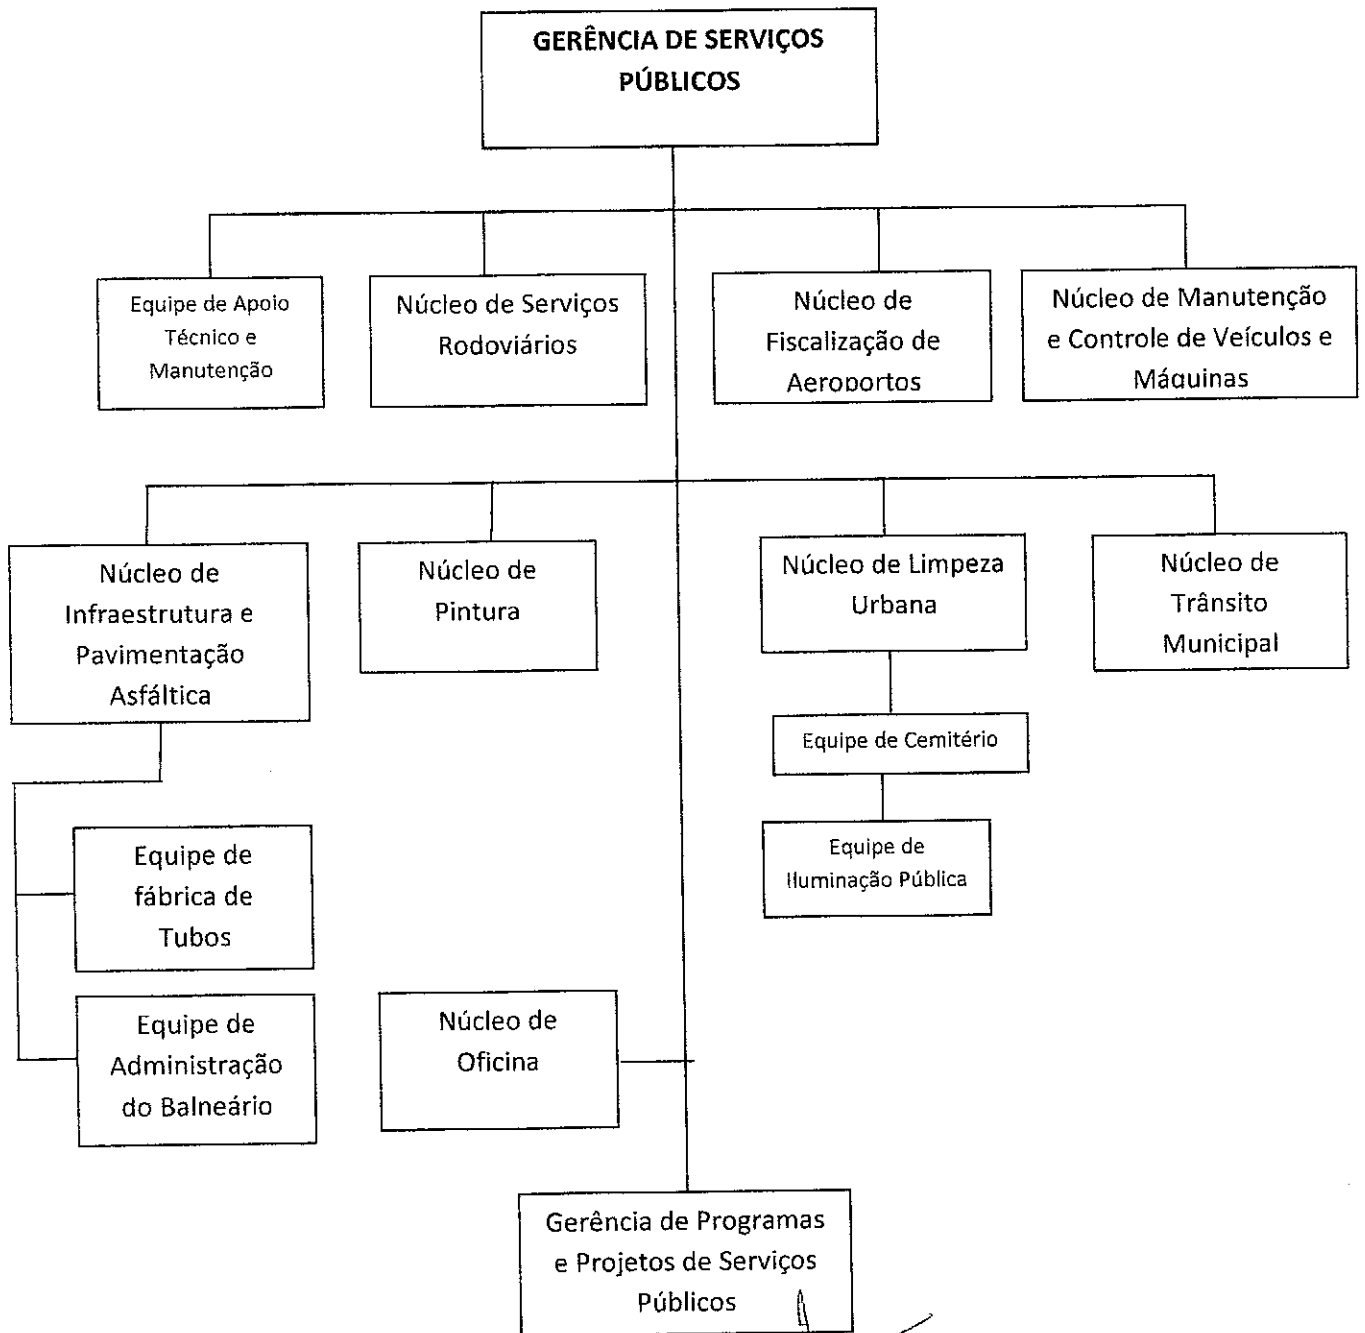 GERÊNCIA DE SERVIÇOS
PÚBLICOS
Equipe de Apoio
Técnico e
Manutenção
Núcleo de Serviços
Rodoviários
Núcleo de
Fiscalização de
Aeroportos
Núcleo de Manutenção
e Controle de Veículos e
Máquinas
Núcleo de
Infraestrutura e
Pavimentação
Asfáltica
Núcleo de
Pintura
Núcleo de Limpeza
Urbana
Núcleo de
Trânsito
Municipal
Equipe de Cemitério
Equipe de
Iluminação Pública
Equipe de
fábrica de
Tubos
Equipe de
Administração
do Balneário
Núcleo de
Oficina
Gerência de Programas
e Projetos de Serviços
Públicos